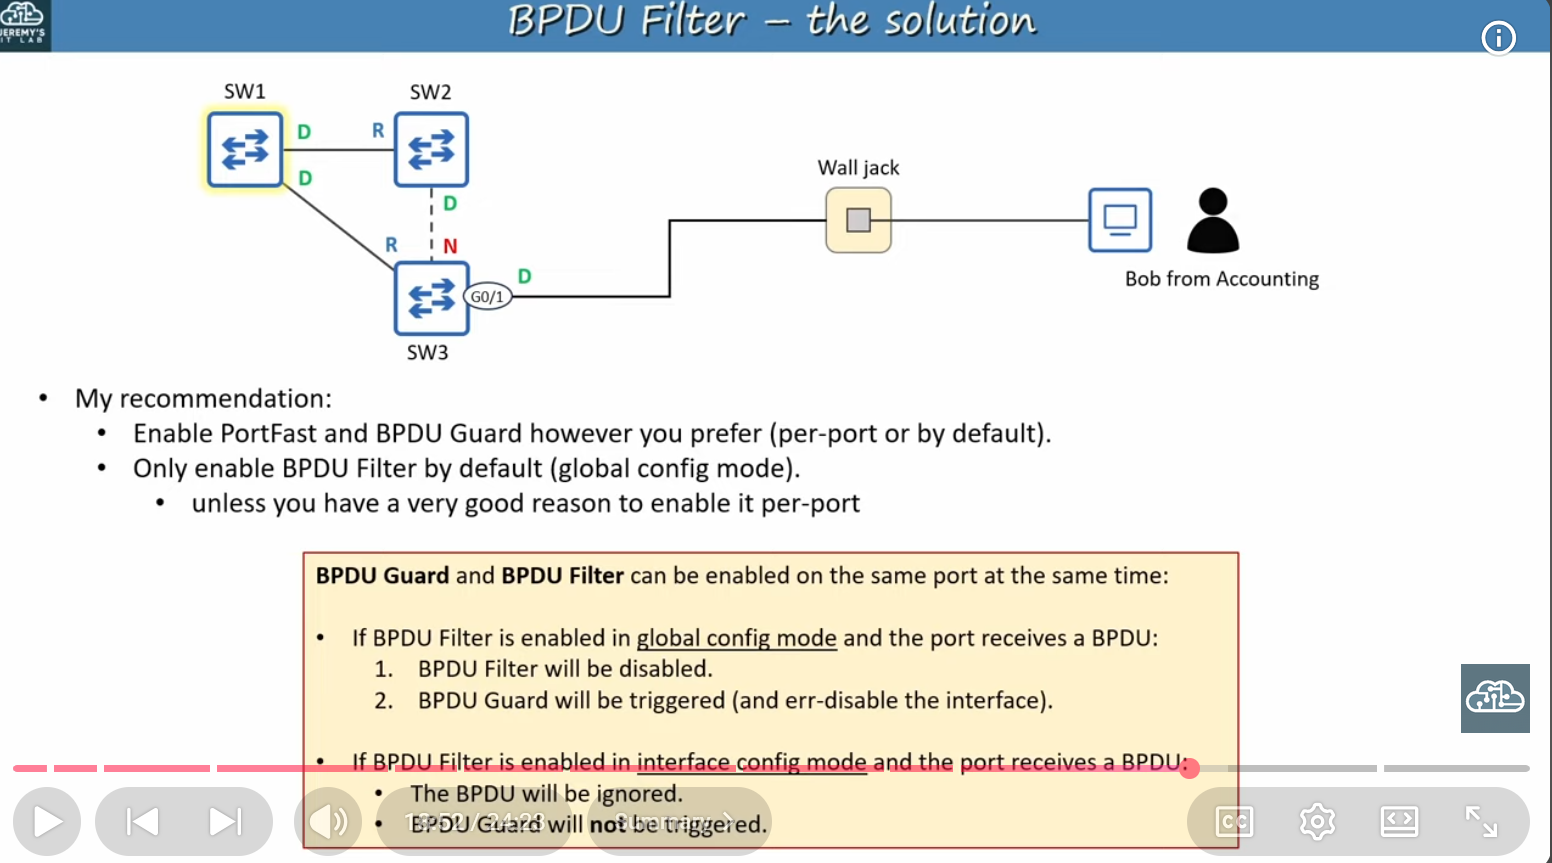 BPDU Filter – the solution
JEREMY'S
IT LAB
SW1
SW2
D
R
D
Wall jack
D
R
N
D
G0/1
Bob from Accounting
SW3
• My recommendation:
• Enable PortFast and BPDU Guard however you prefer (per-port or by default).
• Only enable BPDU Filter by default (global config mode).
• unless you have a very good reason to enable it per-port
BPDU Guard and BPDU Filter can be enabled on the same port at the same time:
• If BPDU Filter is enabled in global config mode and the port receives a BPDU:
1. BPDU Filter will be disabled.
2. BPDU Guard will be triggered (and err-disable the interface).
• If BPDU Filter is enabled in interface config mode and the port receives a BPDU:
• The BPDU will be ignored.
• BPDU Guard will not be triggered.
CC